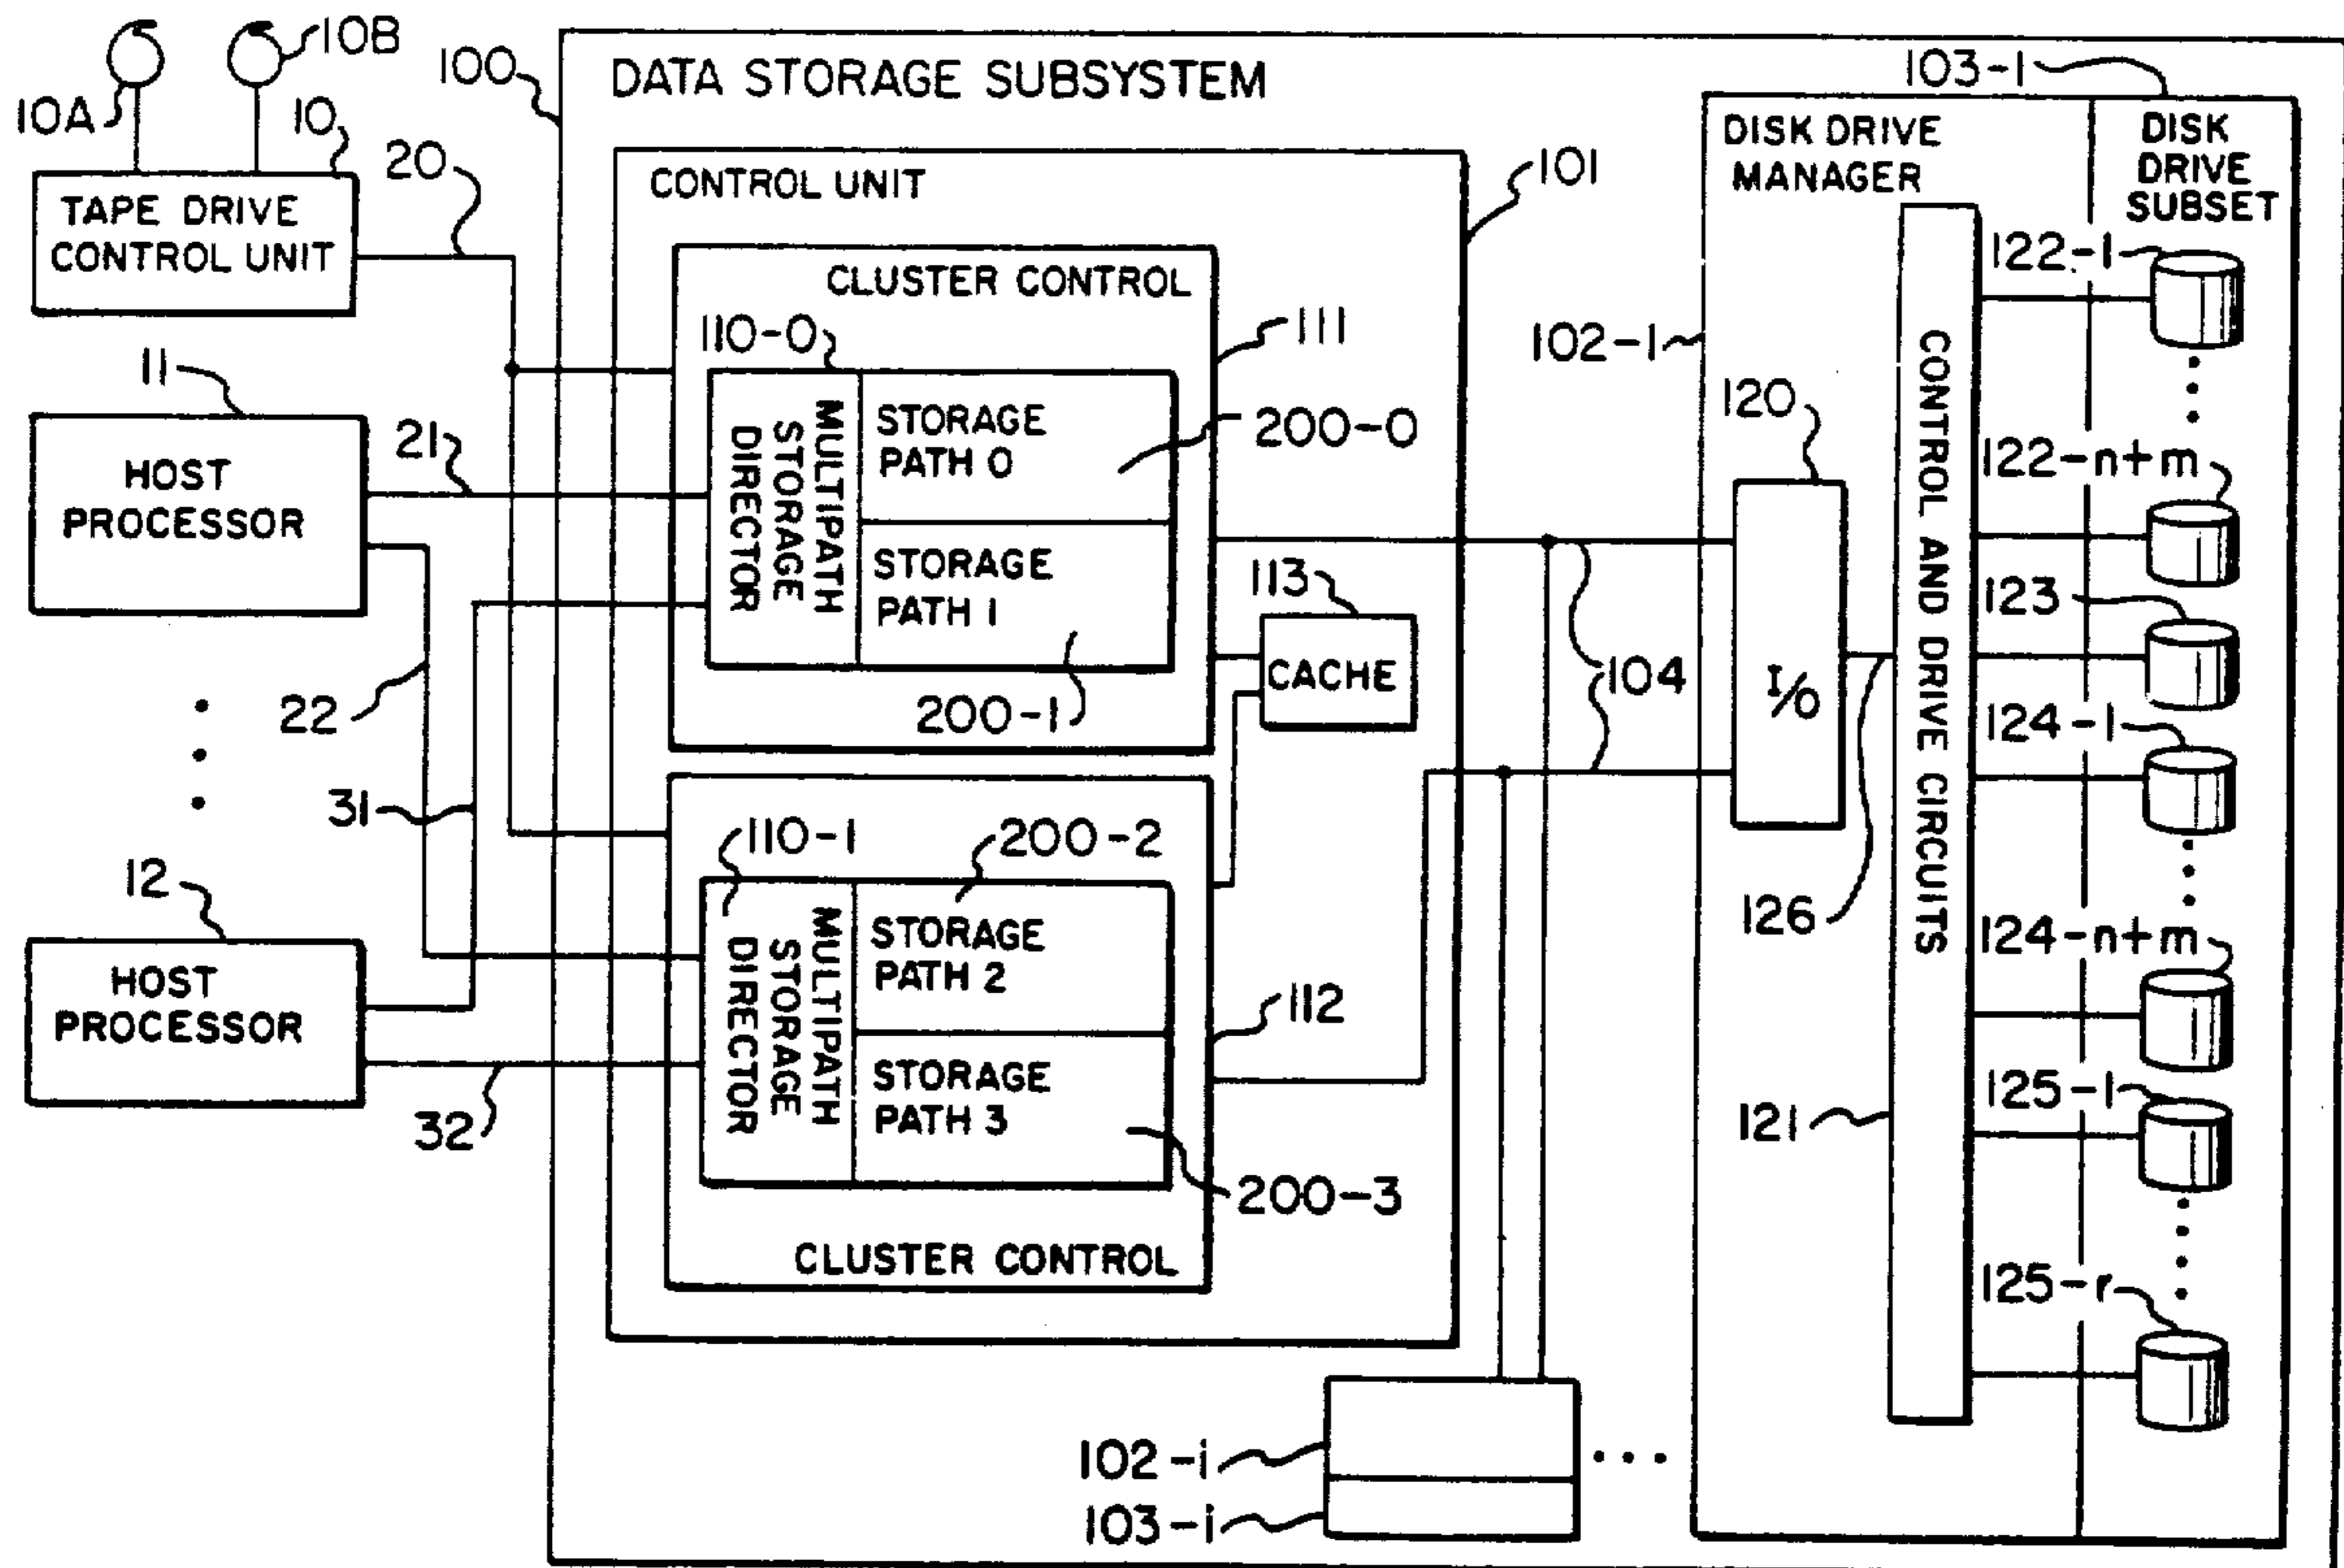 10A
10B
10
TAPE DRIVE
CONTROL UNIT
20
11
HOST
PROCESSOR
21
22
31
12
HOST
PROCESSOR
32
100
DATA STORAGE SUBSYSTEM
CONTROL UNIT
101
CLUSTER CONTROL
110-0
111
MULTIPATH
STORAGE
DIRECTOR
STORAGE
PATH 0
200-0
STORAGE
PATH 1
200-1
113
CACHE
104
110-1
200-2
MULTIPATH
STORAGE
DIRECTOR
STORAGE
PATH 2
112
STORAGE
PATH 3
200-3
CLUSTER CONTROL
102-i
103-i
...
103-1
DISK DRIVE
MANAGER
DISK
DRIVE
SUBSET
102-1
120
I/O
126
CONTROL AND DRIVE CIRCUITS
121
122-1
122-n+m
123
124-1
124-n+m
125-1
125-r